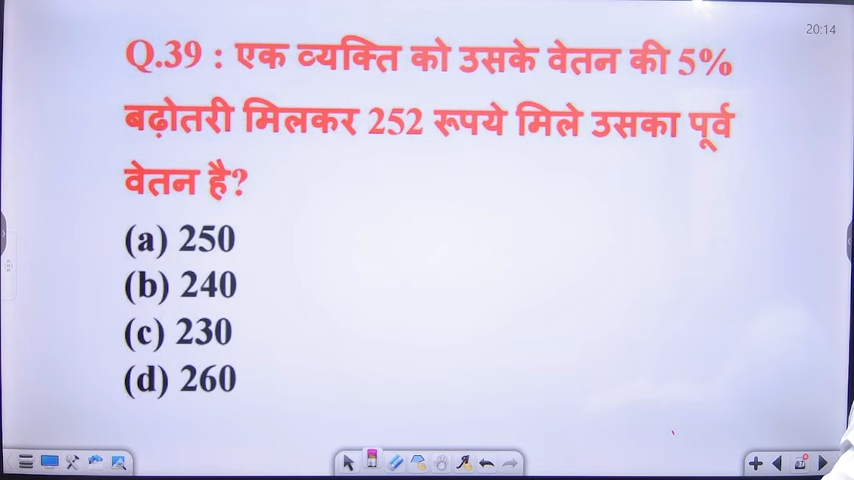 20:14
Q.39 : एक व्यक्ति को उसके वेतन की 5%
बढ़ोतरी मिलकर 252 रूपये मिले उसका पूर्व
वेतन है?
(a) 250
(b) 240
(c) 230
(d) 260